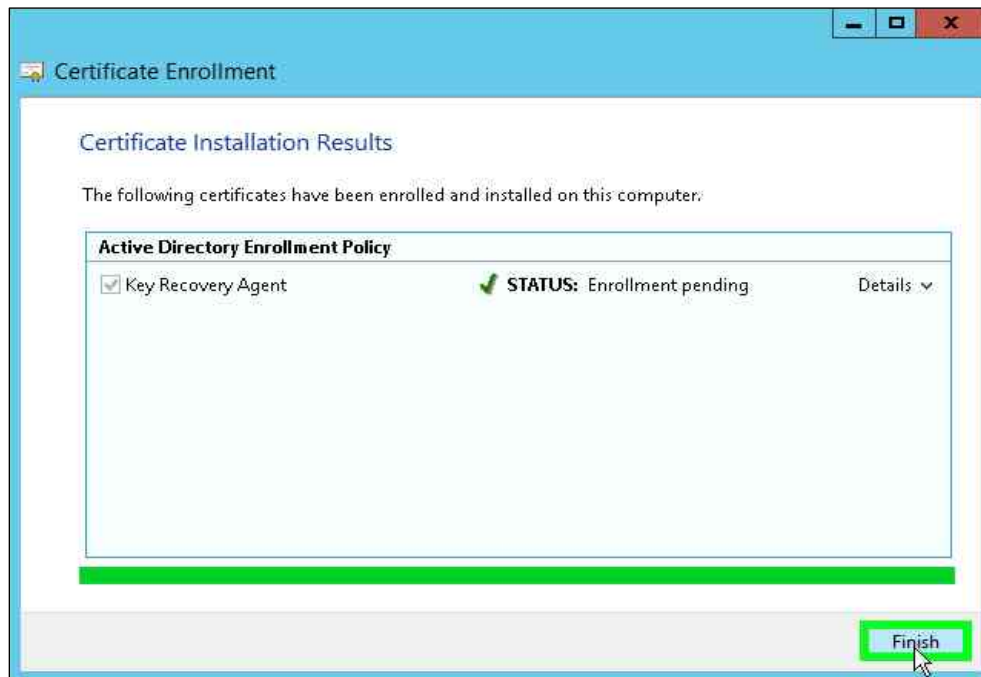 Certificate Enrollment
Certificate Installation Results
The following certificates have been enrolled and installed on this computer.
Active Directory Enrollment Policy
Key Recovery Agent STATUS: Enrollment pending Details
Finish